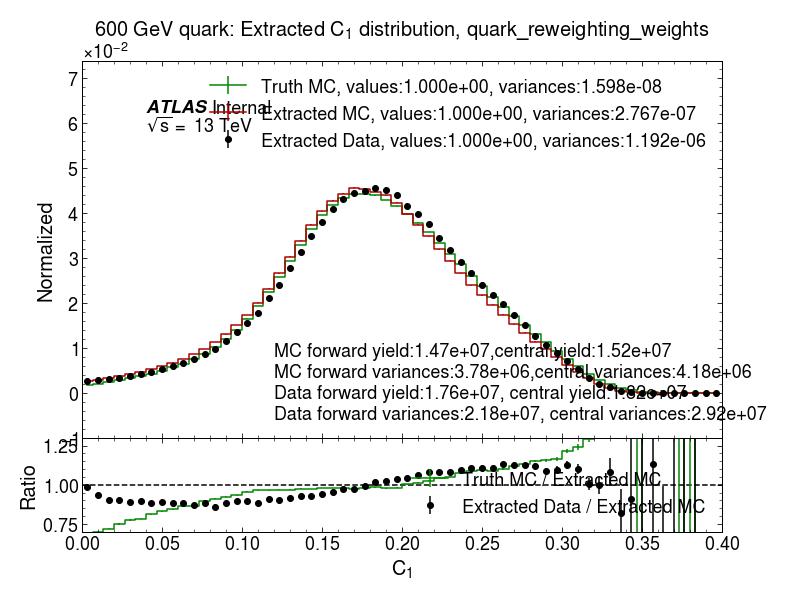 600 GeV quark: Extracted C₁ distribution, quark_reweighting_weights
×10⁻²
7
6
5
4
3
2
1
0
Normalized
ATLAS Internal
√s = 13 TeV
Truth MC, values:1.000e+00, variances:1.598e-08
Extracted MC, values:1.000e+00, variances:2.767e-07
Extracted Data, values:1.000e+00, variances:1.192e-06
MC forward yield:1.47e+07,central yield:1.52e+07
MC forward variances:3.78e+06,central variances:4.18e+06
Data forward yield:1.76e+07, central yield:1.82e+07
Data forward variances:2.18e+07, central variances:2.92e+07
1.25
1.00
0.75
Ratio
Truth MC / Extracted MC
Extracted Data / Extracted MC
0.00 0.05 0.10 0.15 0.20 0.25 0.30 0.35 0.40
C₁